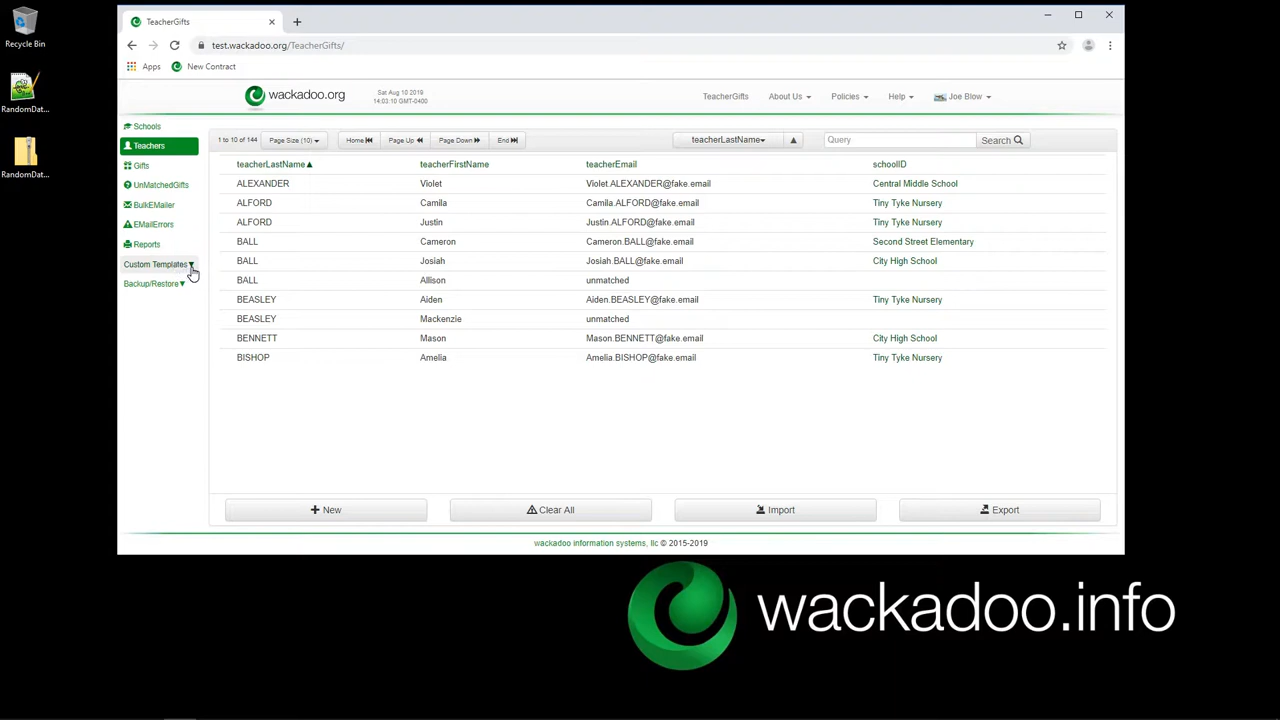 Recycle Bin
RandomDat...
RandomDat...
TeacherGifts
test.wackadoo.org/TeacherGifts/
Apps New Contract
wackadoo.org
Sat Aug 10 2019
14:03:10 GMT-0400
TeacherGifts About Us Policies Help Joe Blow
Schools
Teachers
Gifts
UnMatchedGifts
BulkEMailer
EMailErrors
Reports
Custom Templates▼
Backup/Restore▼
1 to 10 of 144 Page Size (10) Home Page Up Page Down End teacherLastName ▲ Query Search
teacherLastName▲ teacherFirstName teacherEmail schoolID
ALEXANDER Violet Violet.ALEXANDER@fake.email Central Middle School
ALFORD Camila Camila.ALFORD@fake.email Tiny Tyke Nursery
ALFORD Justin Justin.ALFORD@fake.email Tiny Tyke Nursery
BALL Cameron Cameron.BALL@fake.email Second Street Elementary
BALL Josiah Josiah.BALL@fake.email City High School
BALL Allison unmatched
BEASLEY Aiden Aiden.BEASLEY@fake.email Tiny Tyke Nursery
BEASLEY Mackenzie unmatched
BENNETT Mason Mason.BENNETT@fake.email City High School
BISHOP Amelia Amelia.BISHOP@fake.email Tiny Tyke Nursery
New Clear All Import Export
wackadoo information systems, llc © 2015-2019
wackadoo.info